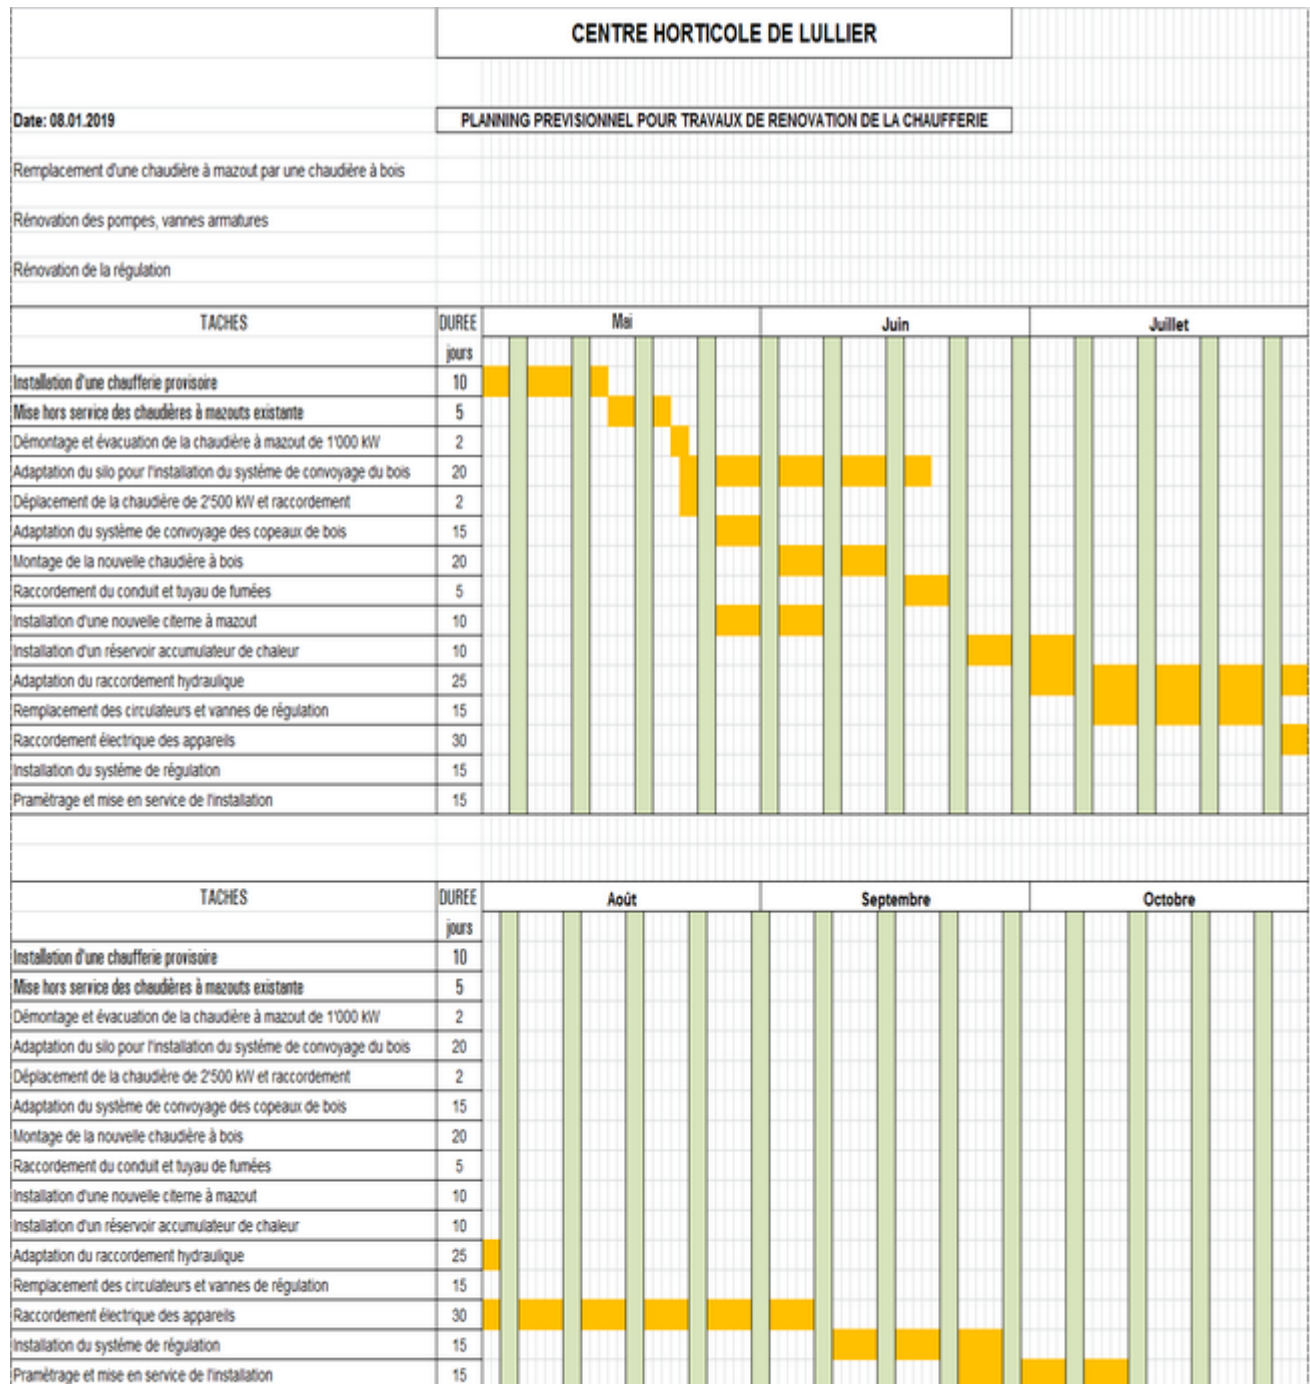 CENTRE HORTICOLE DE LULLIER
Date: 08.01.2019 PLANNING PREVISIONNEL POUR TRAVAUX DE RENOVATION DE LA CHAUFFERIE
Remplacement d'une chaudière à mazout par une chaudière à bois
Rénovation des pompes, vannes armatures
Rénovation de la régulation
TACHES DUREE Mai Juin Juillet
jours
Installation d'une chaufferie provisoire 10
Mise hors service des chaudières à mazouts existante 5
Démontage et évacuation de la chaudière à mazout de 1'000 kW 2
Adaptation du silo pour l'installation du système de convoyage du bois 20
Déplacement de la chaudière de 2'500 kW et raccordement 2
Adaptation du système de convoyage des copeaux de bois 15
Montage de la nouvelle chaudière à bois 20
Raccordement du conduit et tuyau de fumées 5
Installation d'une nouvelle citerne à mazout 10
Installation d'un réservoir accumulateur de chaleur 10
Adaptation du raccordement hydraulique 25
Remplacement des circulateurs et vannes de régulation 15
Raccordement électrique des appareils 30
Installation du système de régulation 15
Pramètrage et mise en service de l'installation 15
TACHES DUREE Août Septembre Octobre
jours
Installation d'une chaufferie provisoire 10
Mise hors service des chaudières à mazouts existante 5
Démontage et évacuation de la chaudière à mazout de 1'000 kW 2
Adaptation du silo pour l'installation du système de convoyage du bois 20
Déplacement de la chaudière de 2'500 kW et raccordement 2
Adaptation du système de convoyage des copeaux de bois 15
Montage de la nouvelle chaudière à bois 20
Raccordement du conduit et tuyau de fumées 5
Installation d'une nouvelle citerne à mazout 10
Installation d'un réservoir accumulateur de chaleur 10
Adaptation du raccordement hydraulique 25
Remplacement des circulateurs et vannes de régulation 15
Raccordement électrique des appareils 30
Installation du système de régulation 15
Pramètrage et mise en service de l'installation 15